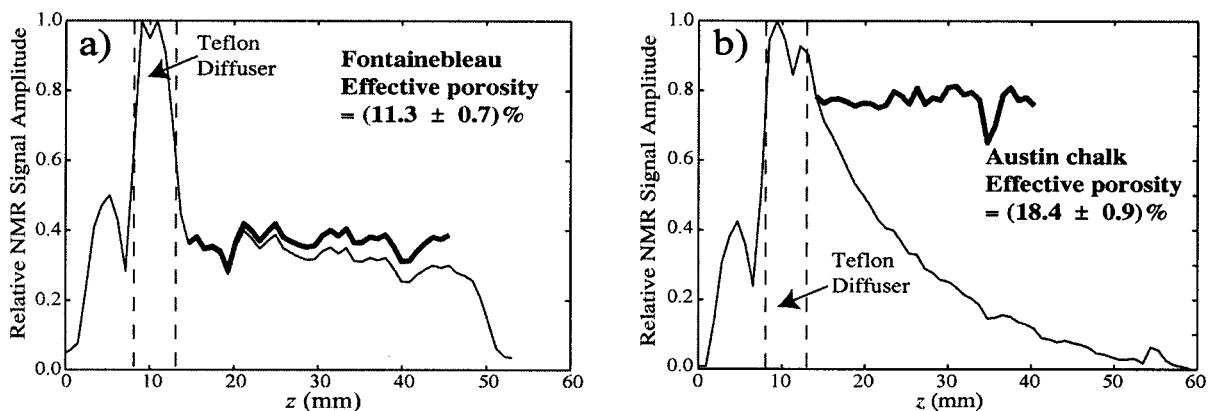 a)
Teflon
Diffuser
Fontainebleau
Effective porosity
= (11.3 ± 0.7)%
Relative NMR Signal Amplitude
1.0
0.8
0.6
0.4
0.2
0.0
0 10 20 30 40 50 60
z (mm)
b)
Austin chalk
Effective porosity
= (18.4 ± 0.9)%
Teflon
Diffuser
Relative NMR Signal Amplitude
1.0
0.8
0.6
0.4
0.2
0.0
0 10 20 30 40 50 60
z (mm)